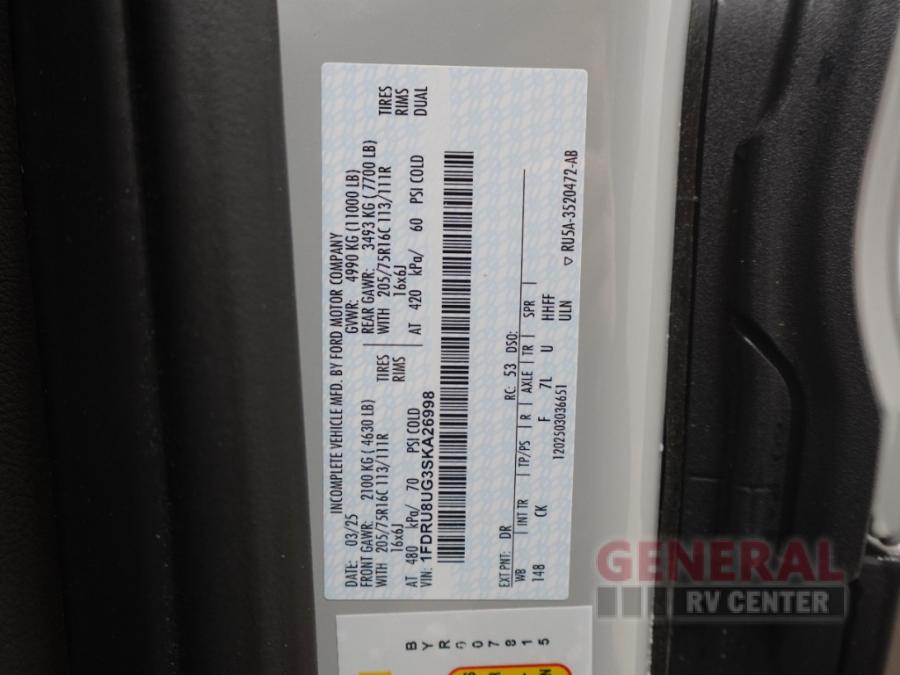 INCOMPLETE VEHICLE MFD. BY FORD MOTOR COMPANY
DATE: 03/25 GVWR: 4990 KG (11000 LB)
FRONT GAWR: 2100 KG ( 4630 LB) REAR GAWR: 3493 KG ( 7700 LB)
WITH 205/75R16C 113/111R TIRES WITH 205/75R16C 113/111R TIRES
16x6J RIMS 16x6J RIMS
AT 480 kPa/ 70 PSI COLD AT 420 kPa/ 60 PSI COLD DUAL
VIN: 1FDRU8UG3SKA26998
EXT PNT: DR RC: 53 DSO:
WB INT TR TP/PS R AXLE TR SPR
148 CK F 7L U HHFF
ULN
1202503036651
▽ RU5A-3520472-AB
BYR007815
GENERAL
RV CENTER